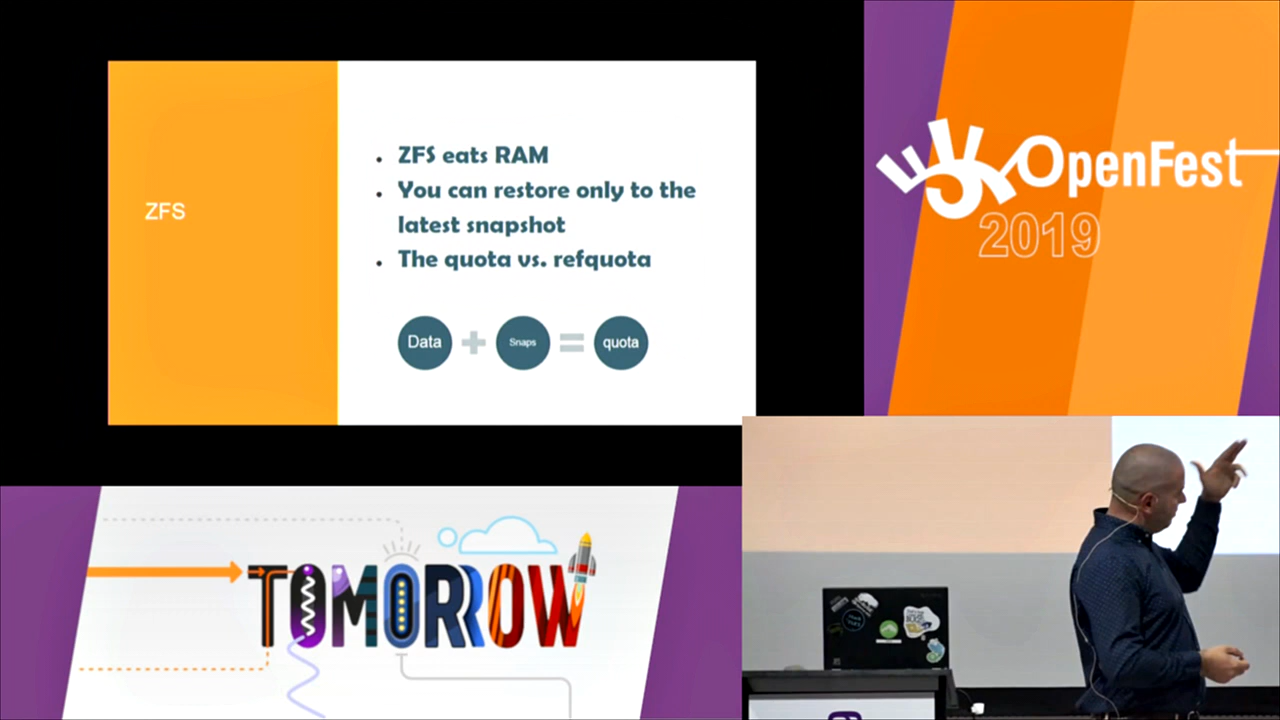 ZFS
• ZFS eats RAM
• You can restore only to the
latest snapshot
• The quota vs. refquota
Data + Snaps = quota
OpenFest
2019
TOMORROW